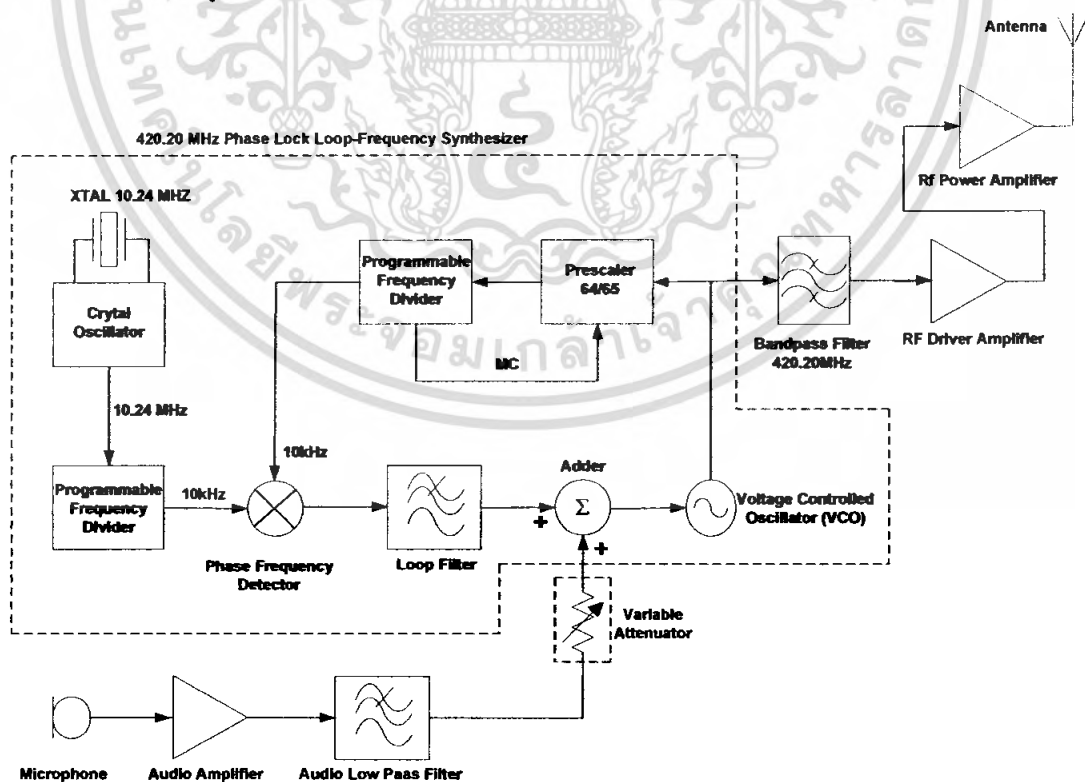 Antenna
420.20 MHz Phase Lock Loop-Frequency Synthesizer
XTAL 10.24 MHZ
Rf Power Amplifier
Programmable
Frequency
Divider
Prescaler
64/65
Crytal
Oscillator
MC
Bandpass Filter
420.20MHz
RF Driver Amplifier
10.24 MHz
10kHz
Adder
Programmable
Frequency
Divider
10kHz
Σ
Voltage Controlled
Oscillator (VCO)
+
+
Phase Frequency
Detector
Loop Filter
Variable
Attenuator
Microphone
Audio Amplifier
Audio Low Paas Filter